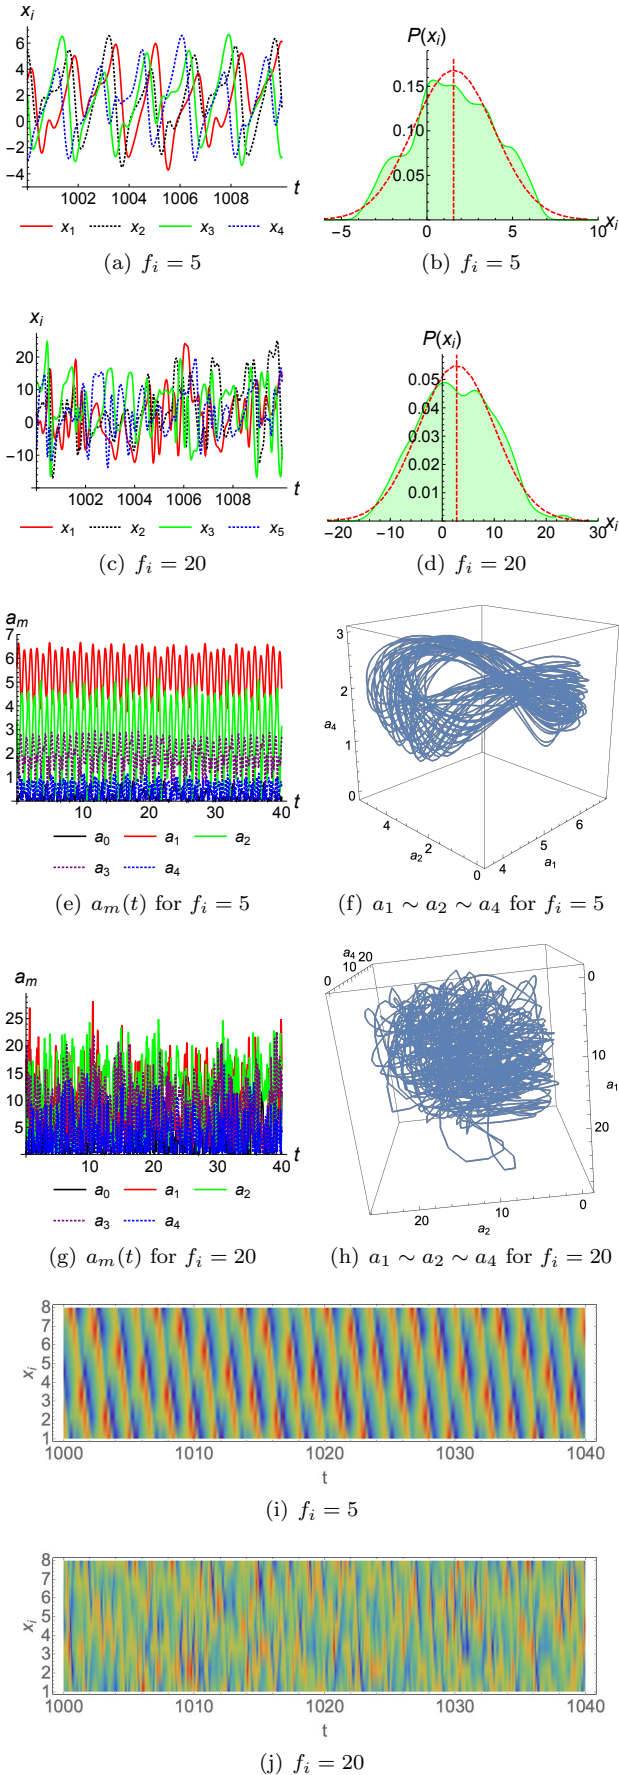 x_i
6
4
2
0
−2
−4
1002 1004 1006 1008 t
x_1 x_2 x_3 x_4
(a) f_i = 5
P(x_i)
0.15
0.10
0.05
−5 0 5 10 x_i
(b) f_i = 5
x_i
20
10
0
−10
1002 1004 1006 1008 t
x_1 x_2 x_3 x_5
(c) f_i = 20
P(x_i)
0.05
0.04
0.03
0.02
0.01
−20 −10 0 10 20 30 x_i
(d) f_i = 20
a_m
7
6
5
4
3
2
1
10 20 30 40 t
a_0 a_1 a_2
a_3 a_4
(e) a_m(t) for f_i = 5
3
2
a_4
1
0
4
2
a_2
0
4
5
6
a_1
(f) a_1 ∼ a_2 ∼ a_4 for f_i = 5
a_m
25
20
15
10
5
10 20 30 40 t
a_0 a_1 a_2
a_3 a_4
(g) a_m(t) for f_i = 20
a_4 20
10
0
0
10
a_1
20
20 10 0
a_2
(h) a_1 ∼ a_2 ∼ a_4 for f_i = 20
x_i
8
7
6
5
4
3
2
1
1000 1010 1020 1030 1040
t
(i) f_i = 5
x_i
8
7
6
5
4
3
2
1
1000 1010 1020 1030 1040
t
(j) f_i = 20